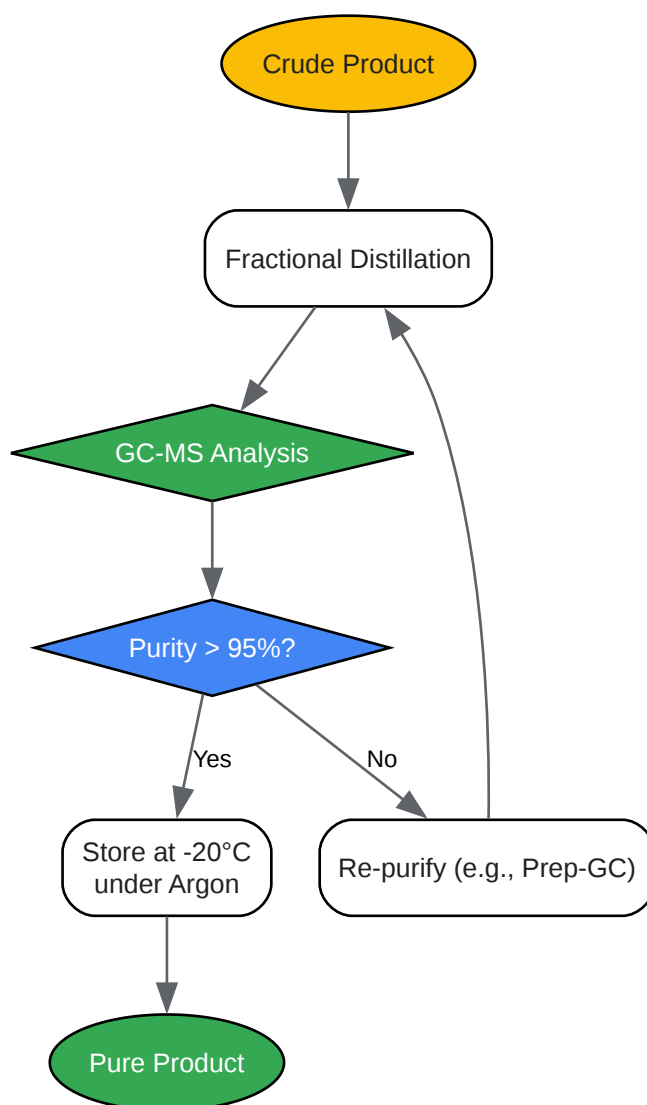 Crude Product
Fractional Distillation
GC-MS Analysis
Purity > 95%?
Yes
No
Store at -20°C
under Argon
Re-purify (e.g., Prep-GC)
Pure Product